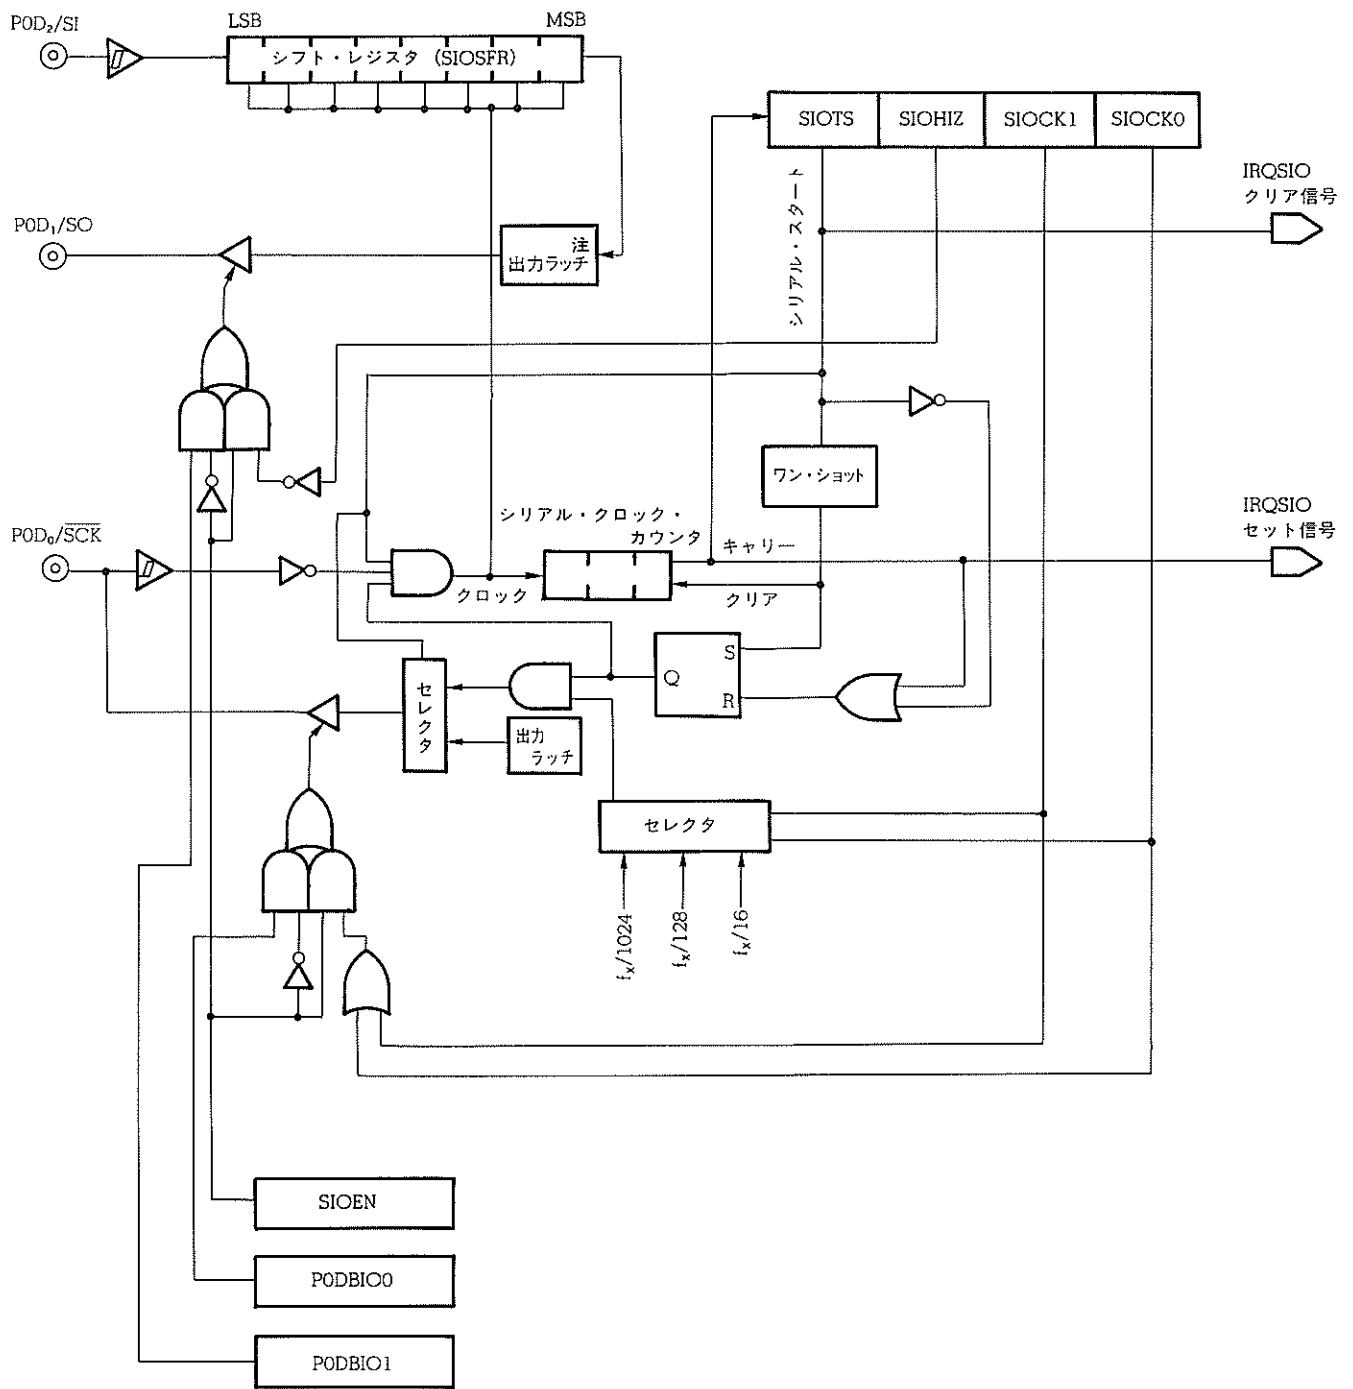 P0D₂/SI
LSB
MSB
シフト・レジスタ (SIOSFR)
SIOTS
SIOHIZ
SIOCK1
SIOCK0
シリアル・スタート
IRQSIO
クリア信号
P0D₁/SO
注
出力ラッチ
ワン・ショット
P0D₀/S̅C̅K̅
シリアル・クロック・
カウンタ
キャリー
IRQSIO
セット信号
クロック
クリア
セレクタ
Q
S
R
出力
ラッチ
セレクタ
fₓ/1024
fₓ/128
fₓ/16
SIOEN
P0DBIO0
P0DBIO1